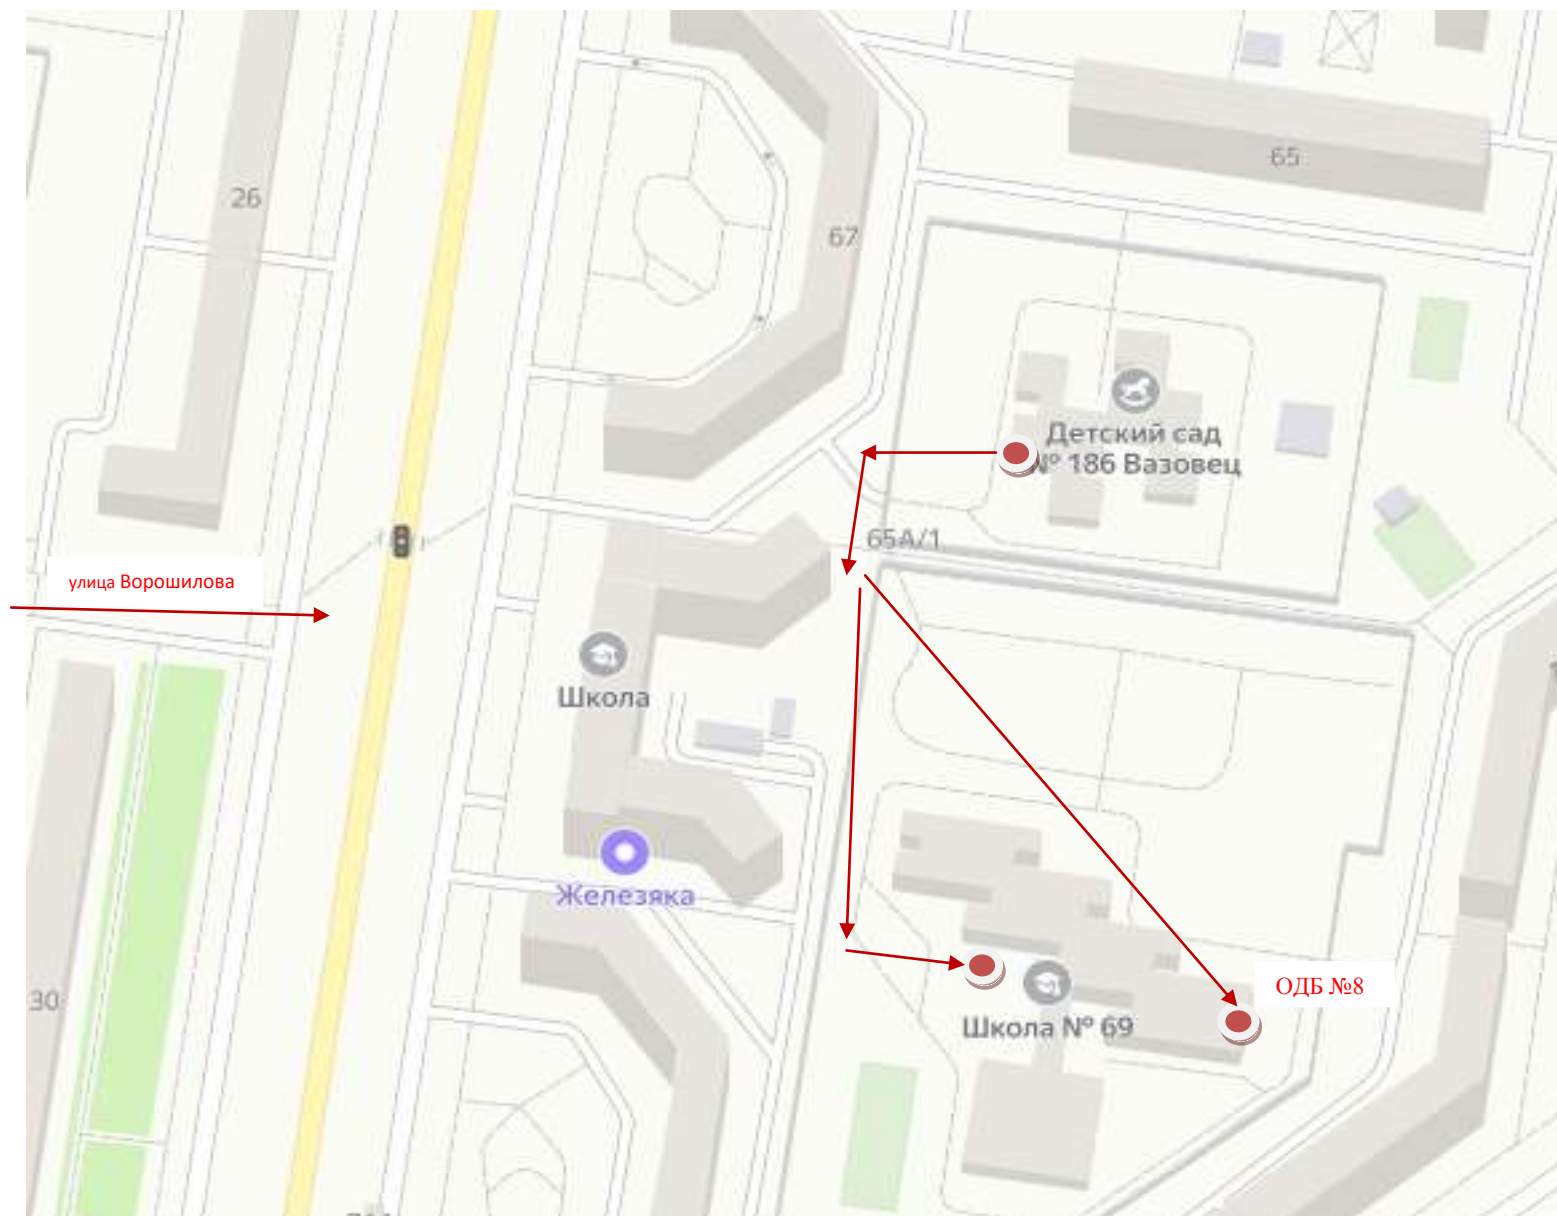 65
26
67
Детский сад
№ 186 Вазовец
65А/1
улица Ворошилова
Школа
Железяка
ОДБ №8
30
Школа № 69